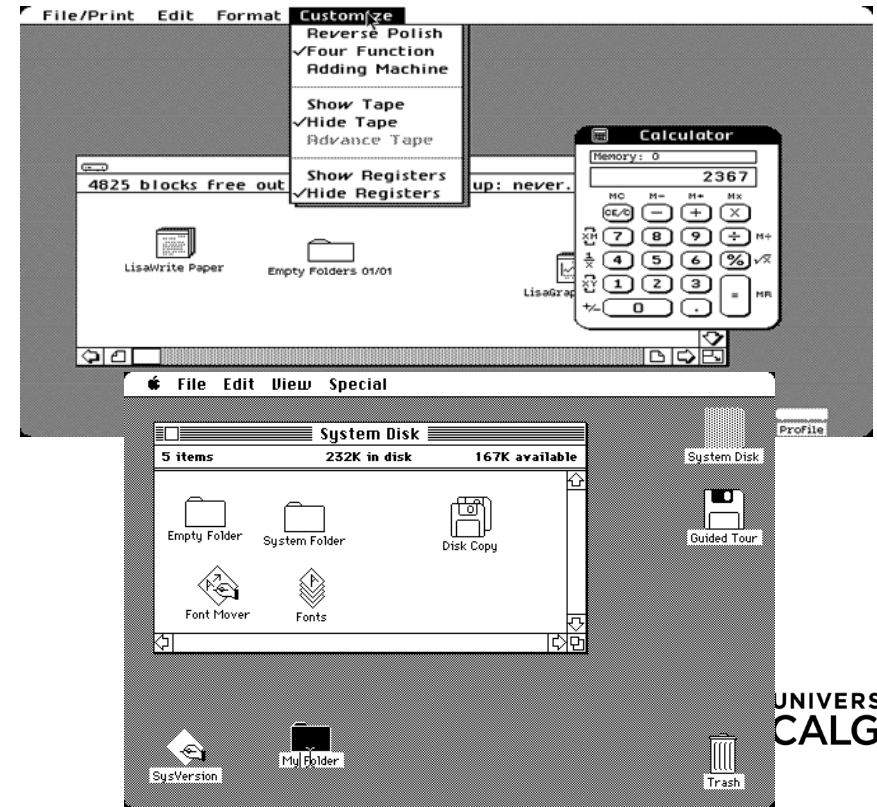 File/Print Edit Format Customize
Reverse Polish
✓Four Function
Adding Machine
Show Tape
✓Hide Tape
Advance Tape
Show Registers
✓Hide Registers
4825 blocks free out up: never.
LisaWrite Paper
Empty Folders 01/01
LisaGrap
Calculator
Memory: 0
2367
MC M- M+ Mx
CE/C − + ×
XM 7 8 9 ÷ M÷
1/x 4 5 6 % √x
XY 1 2 3 = MR
+/- 0 .
ProFile
File Edit View Special
System Disk
5 items 232K in disk 167K available
Empty Folder
System Folder
Disk Copy
Font Mover
Fonts
System Disk
Guided Tour
SysVersion
My Folder
Trash
UNIVERS
CALG